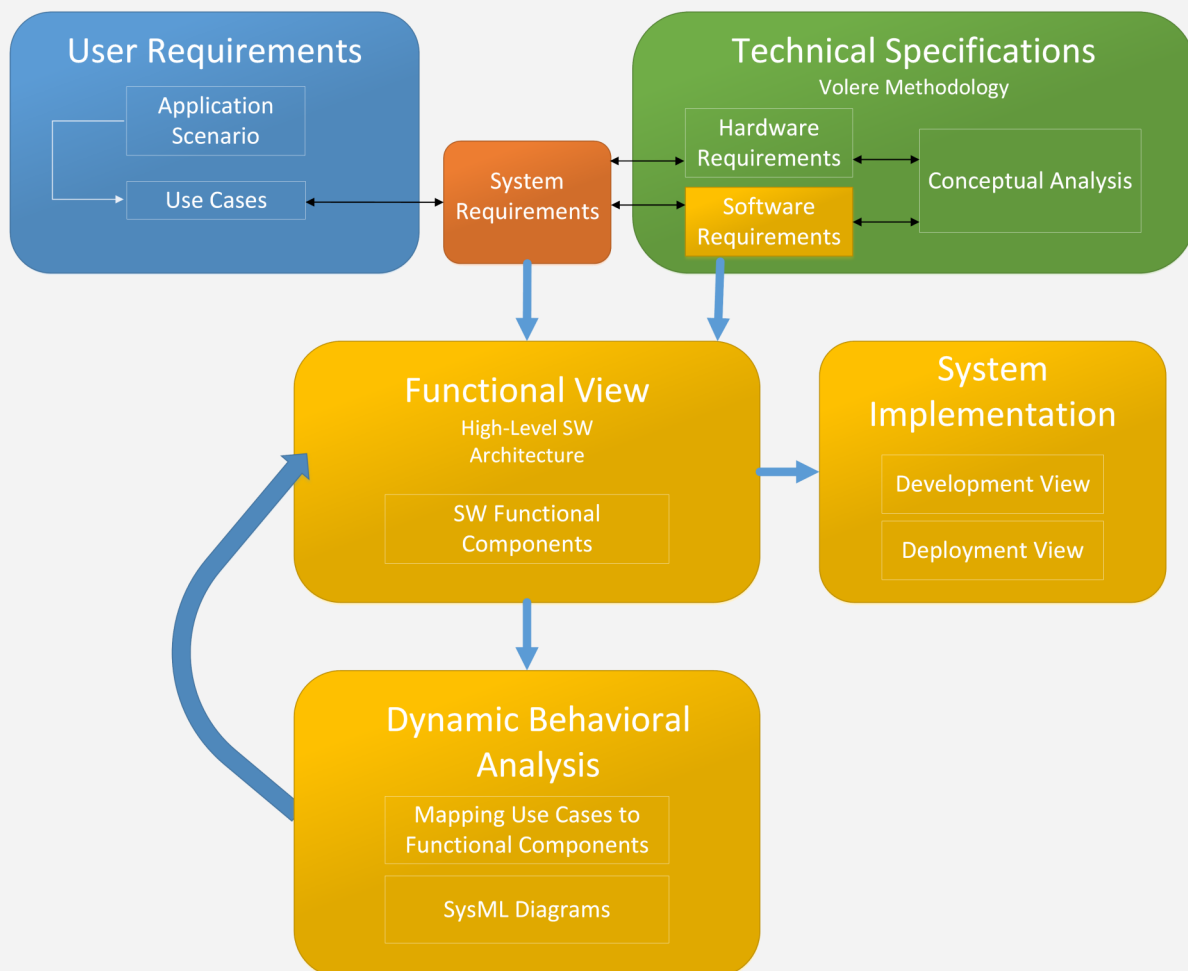 User Requirements
Application
Scenario
Use Cases
System
Requirements
Technical Specifications
Volere Methodology
Hardware
Requirements
Software
Requirements
Conceptual Analysis
Functional View
High-Level SW
Architecture
SW Functional
Components
System
Implementation
Development View
Deployment View
Dynamic Behavioral
Analysis
Mapping Use Cases to
Functional Components
SysML Diagrams